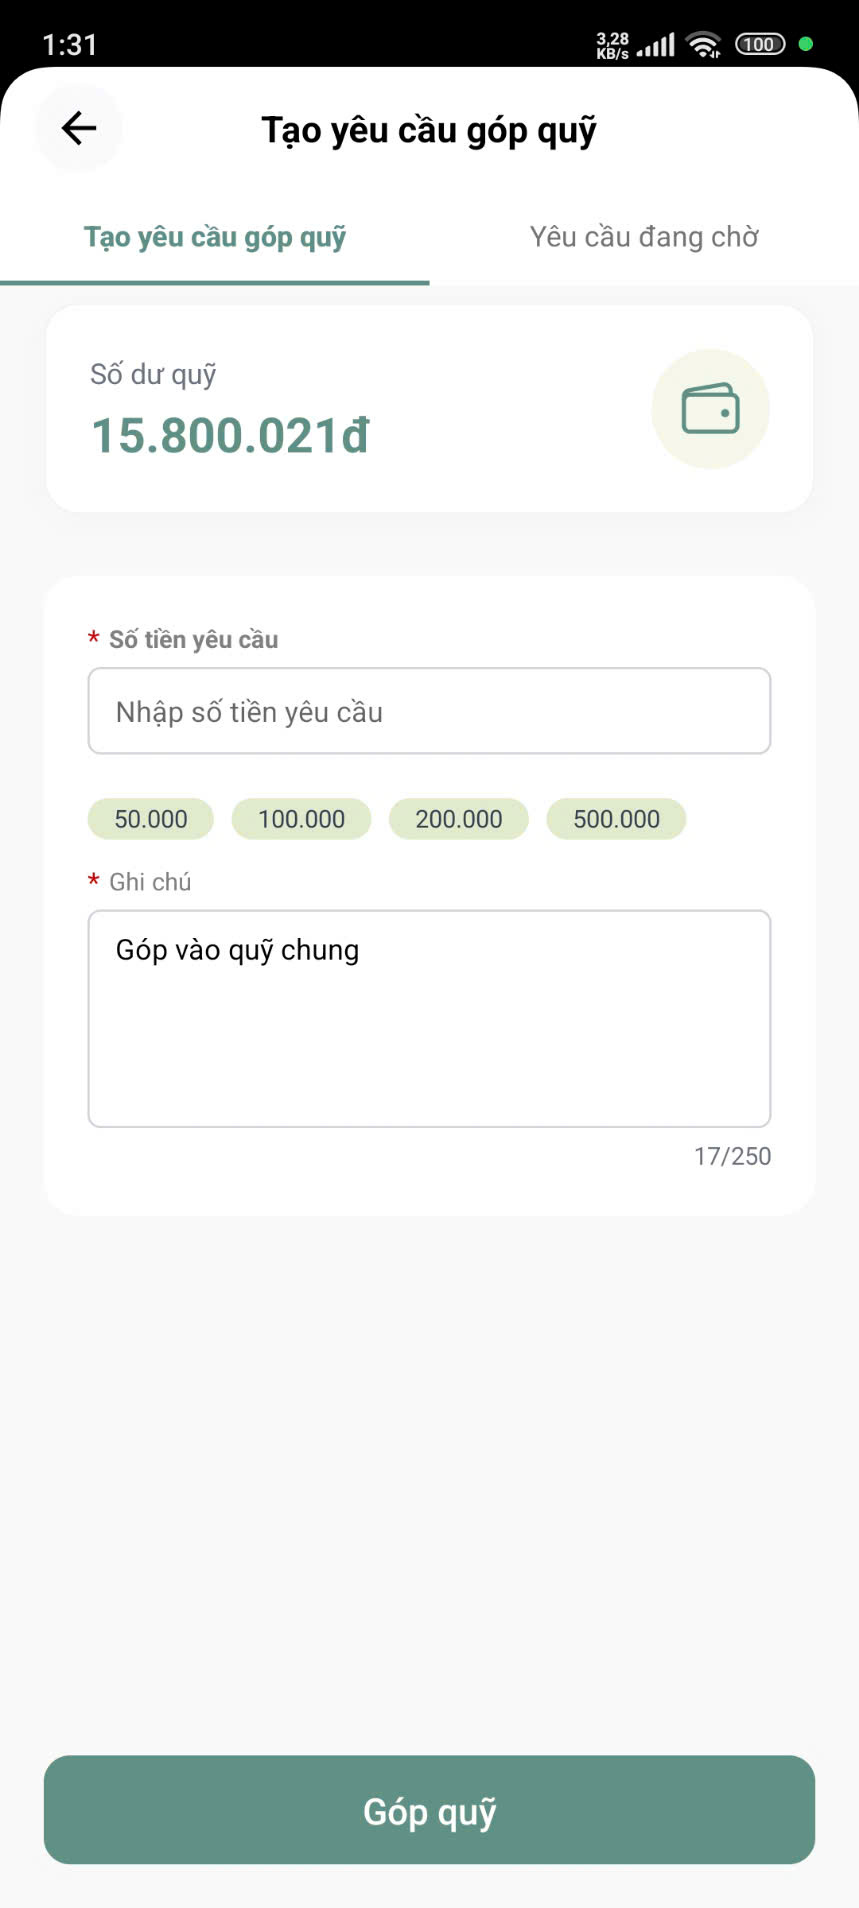 1:31
3,28
KB/s
100
Tạo yêu cầu góp quỹ
Tạo yêu cầu góp quỹ
Yêu cầu đang chờ
Số dư quỹ
15.800.021đ
* Số tiền yêu cầu
Nhập số tiền yêu cầu
50.000
100.000
200.000
500.000
* Ghi chú
Góp vào quỹ chung
17/250
Góp quỹ